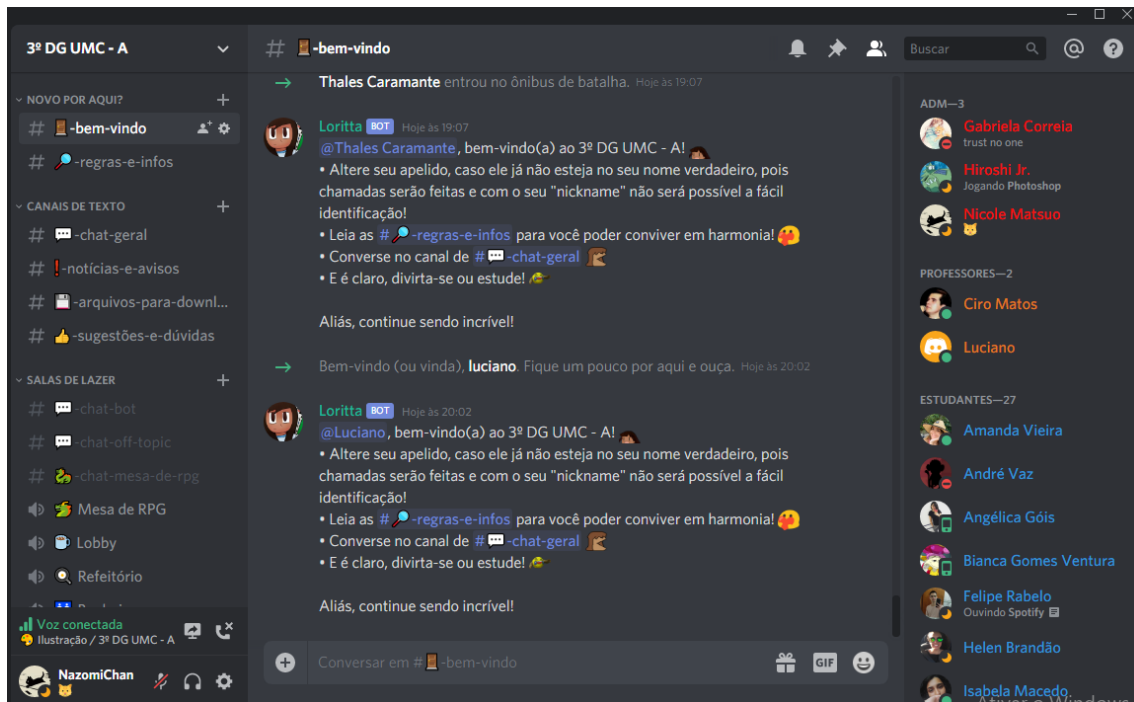 3º DG UMC - A
NOVO POR AQUI?
-bem-vindo
-regras-e-infos
CANAIS DE TEXTO
-chat-geral
-notícias-e-avisos
-arquivos-para-downl...
-sugestões-e-dúvidas
SALAS DE LAZER
-chat-bot
-chat-off-topic
-chat-mesa-de-rpg
Mesa de RPG
Lobby
Refeitório
Voz conectada
Ilustração / 3º DG UMC - A
NazomiChan
# -bem-vindo
Buscar
Thales Caramante entrou no ônibus de batalha. Hoje às 19:07
Loritta BOT Hoje às 19:07
@Thales Caramante, bem-vindo(a) ao 3º DG UMC - A!
• Altere seu apelido, caso ele já não esteja no seu nome verdadeiro, pois
chamadas serão feitas e com o seu "nickname" não será possível a fácil
identificação!
• Leia as # -regras-e-infos para você poder conviver em harmonia!
• Converse no canal de # -chat-geral
• E é claro, divirta-se ou estude!
Aliás, continue sendo incrível!
Bem-vindo (ou vinda), luciano. Fique um pouco por aqui e ouça. Hoje às 20:02
Loritta BOT Hoje às 20:02
@Luciano, bem-vindo(a) ao 3º DG UMC - A!
• Altere seu apelido, caso ele já não esteja no seu nome verdadeiro, pois
chamadas serão feitas e com o seu "nickname" não será possível a fácil
identificação!
• Leia as # -regras-e-infos para você poder conviver em harmonia!
• Converse no canal de # -chat-geral
• E é claro, divirta-se ou estude!
Aliás, continue sendo incrível!
Conversar em # -bem-vindo
GIF
ADM—3
Gabriela Correia
trust no one
Hiroshi Jr.
Jogando Photoshop
Nicole Matsuo
PROFESSORES—2
Ciro Matos
Luciano
ESTUDANTES—27
Amanda Vieira
André Vaz
Angélica Góis
Bianca Gomes Ventura
Felipe Rabelo
Ouvindo Spotify
Helen Brandão
Isabela Macedo